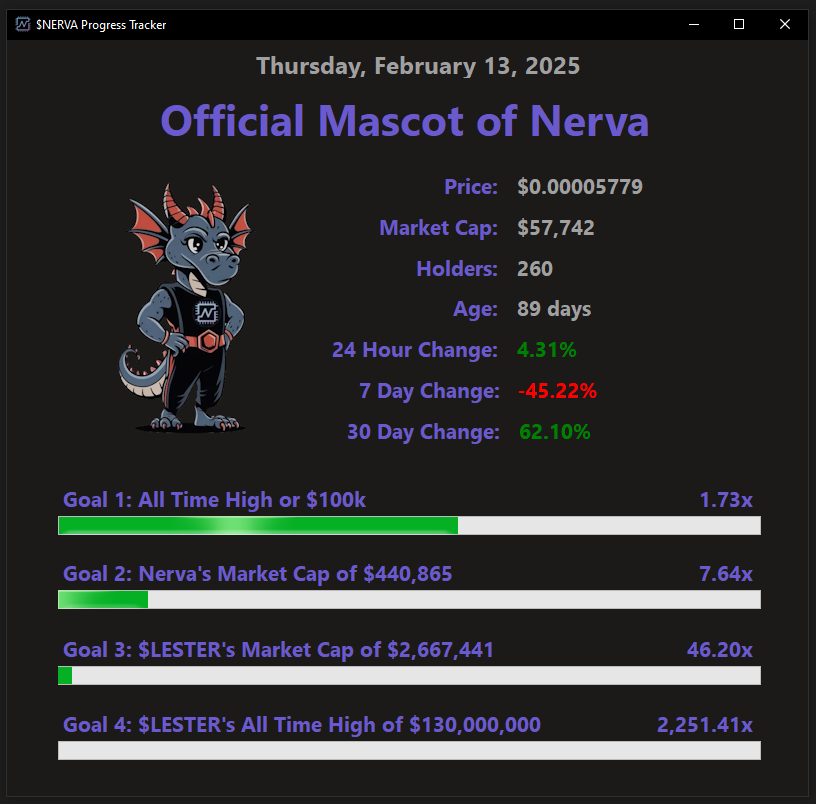 $NERVA Progress Tracker
Thursday, February 13, 2025
Official Mascot of Nerva
Price: $0.00005779
Market Cap: $57,742
Holders: 260
Age: 89 days
24 Hour Change: 4.31%
7 Day Change: -45.22%
30 Day Change: 62.10%
Goal 1: All Time High or $100k 1.73x
Goal 2: Nerva's Market Cap of $440,865 7.64x
Goal 3: $LESTER's Market Cap of $2,667,441 46.20x
Goal 4: $LESTER's All Time High of $130,000,000 2,251.41x